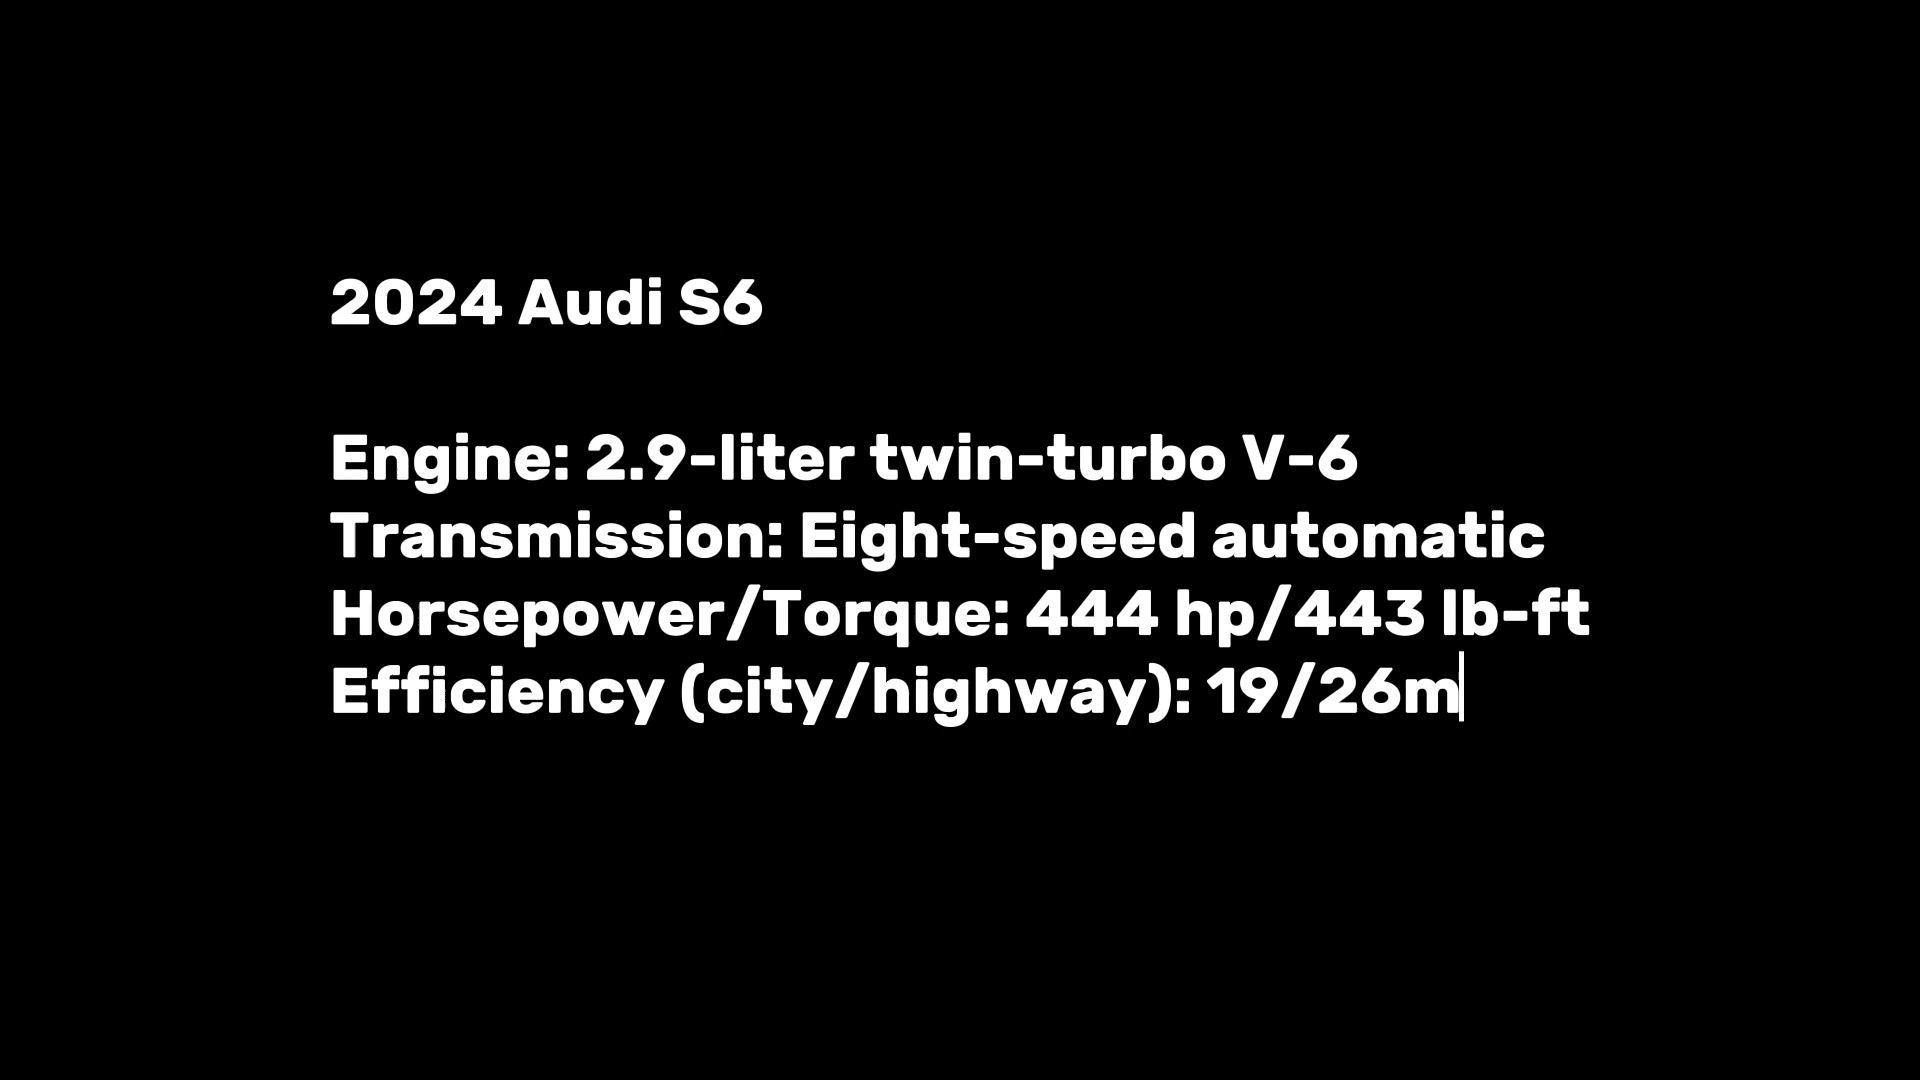 2024 Audi S6
Engine: 2.9-liter twin-turbo V-6
Transmission: Eight-speed automatic
Horsepower/Torque: 444 hp/443 lb-ft
Efficiency (city/highway): 19/26m